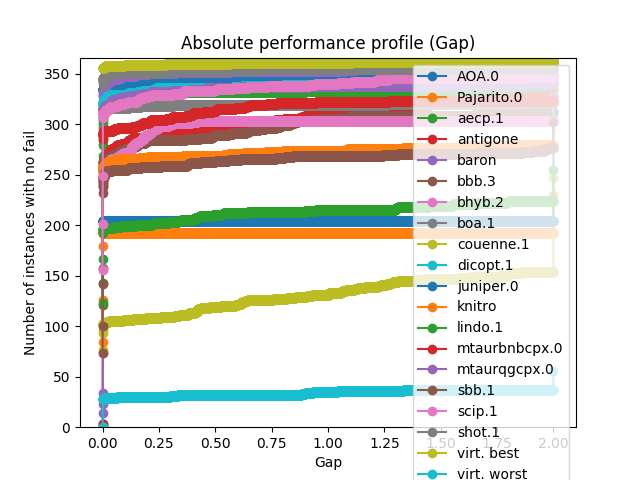 Absolute performance profile (Gap)
Number of instances with no fail
350
300
250
200
150
100
50
0
0.00 0.25 0.50 0.75 1.00 1.25 1.50 1.75 2.00
Gap
AOA.0
Pajarito.0
aecp.1
antigone
baron
bbb.3
bhyb.2
boa.1
couenne.1
dicopt.1
juniper.0
knitro
lindo.1
mtaurbnbcpx.0
mtaurqgcpx.0
sbb.1
scip.1
shot.1
virt. best
virt. worst